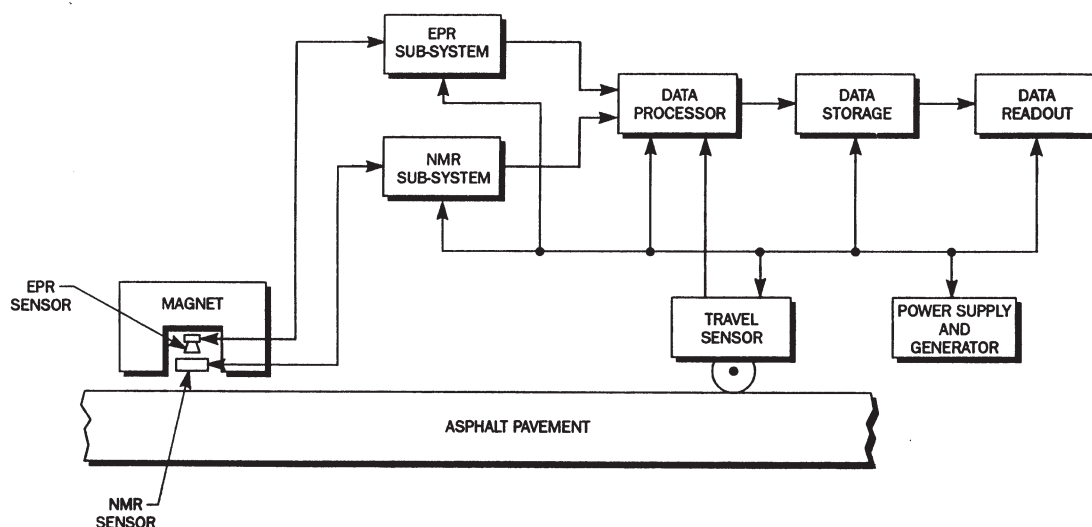 EPR
SUB-SYSTEM
NMR
SUB-SYSTEM
DATA
PROCESSOR
DATA
STORAGE
DATA
READOUT
EPR
SENSOR
MAGNET
TRAVEL
SENSOR
POWER SUPPLY
AND
GENERATOR
ASPHALT PAVEMENT
NMR
SENSOR